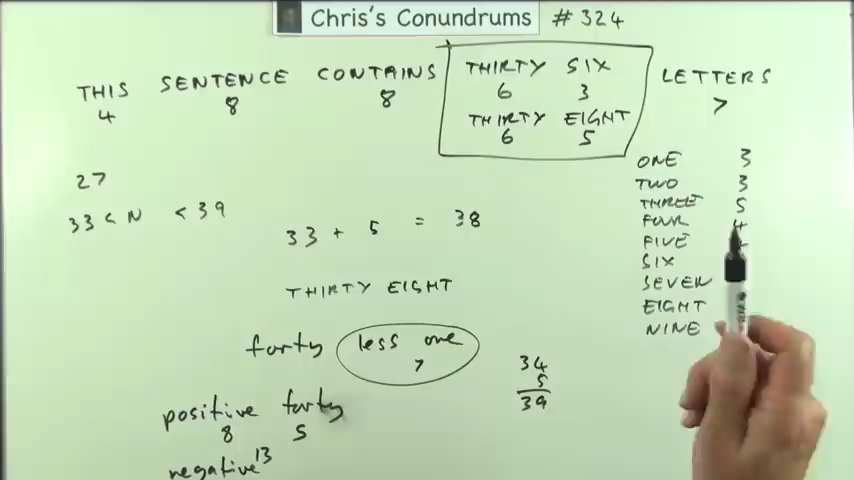 Chris's Conundrums # 324
THIS SENTENCE CONTAINS THIRTY SIX LETTERS
4 8 8 6 3 7
THIRTY EIGHT
6 5
ONE 3
TWO 3
THREE 5
FOUR 4
FIVE
SIX
SEVEN
EIGHT
NINE
27
33 < N < 39
33 + 5 = 38
THIRTY EIGHT
forty less one
7
34
5
39
positive forty
8 5
negative 13